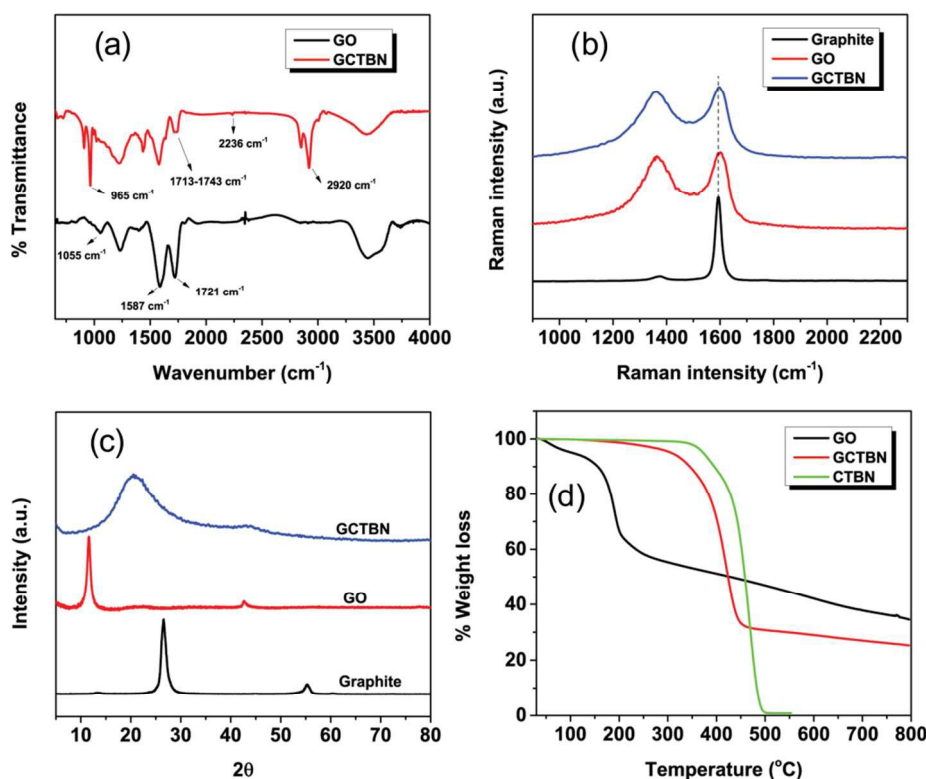 (a)
GO
GCTBN
2236 cm⁻¹
1713-1743 cm⁻¹
2920 cm⁻¹
965 cm⁻¹
1055 cm⁻¹
1587 cm⁻¹
1721 cm⁻¹
% Transmittance
1000 1500 2000 2500 3000 3500 4000
Wavenumber (cm⁻¹)
(b)
Graphite
GO
GCTBN
Raman intensity (a.u.)
1000 1200 1400 1600 1800 2000 2200
Raman intensity (cm⁻¹)
(c)
GCTBN
GO
Graphite
Intensity (a.u.)
10 20 30 40 50 60 70 80
2θ
(d)
GO
GCTBN
CTBN
% Weight loss
100
80
60
40
20
0
100 200 300 400 500 600 700 800
Temperature (°C)